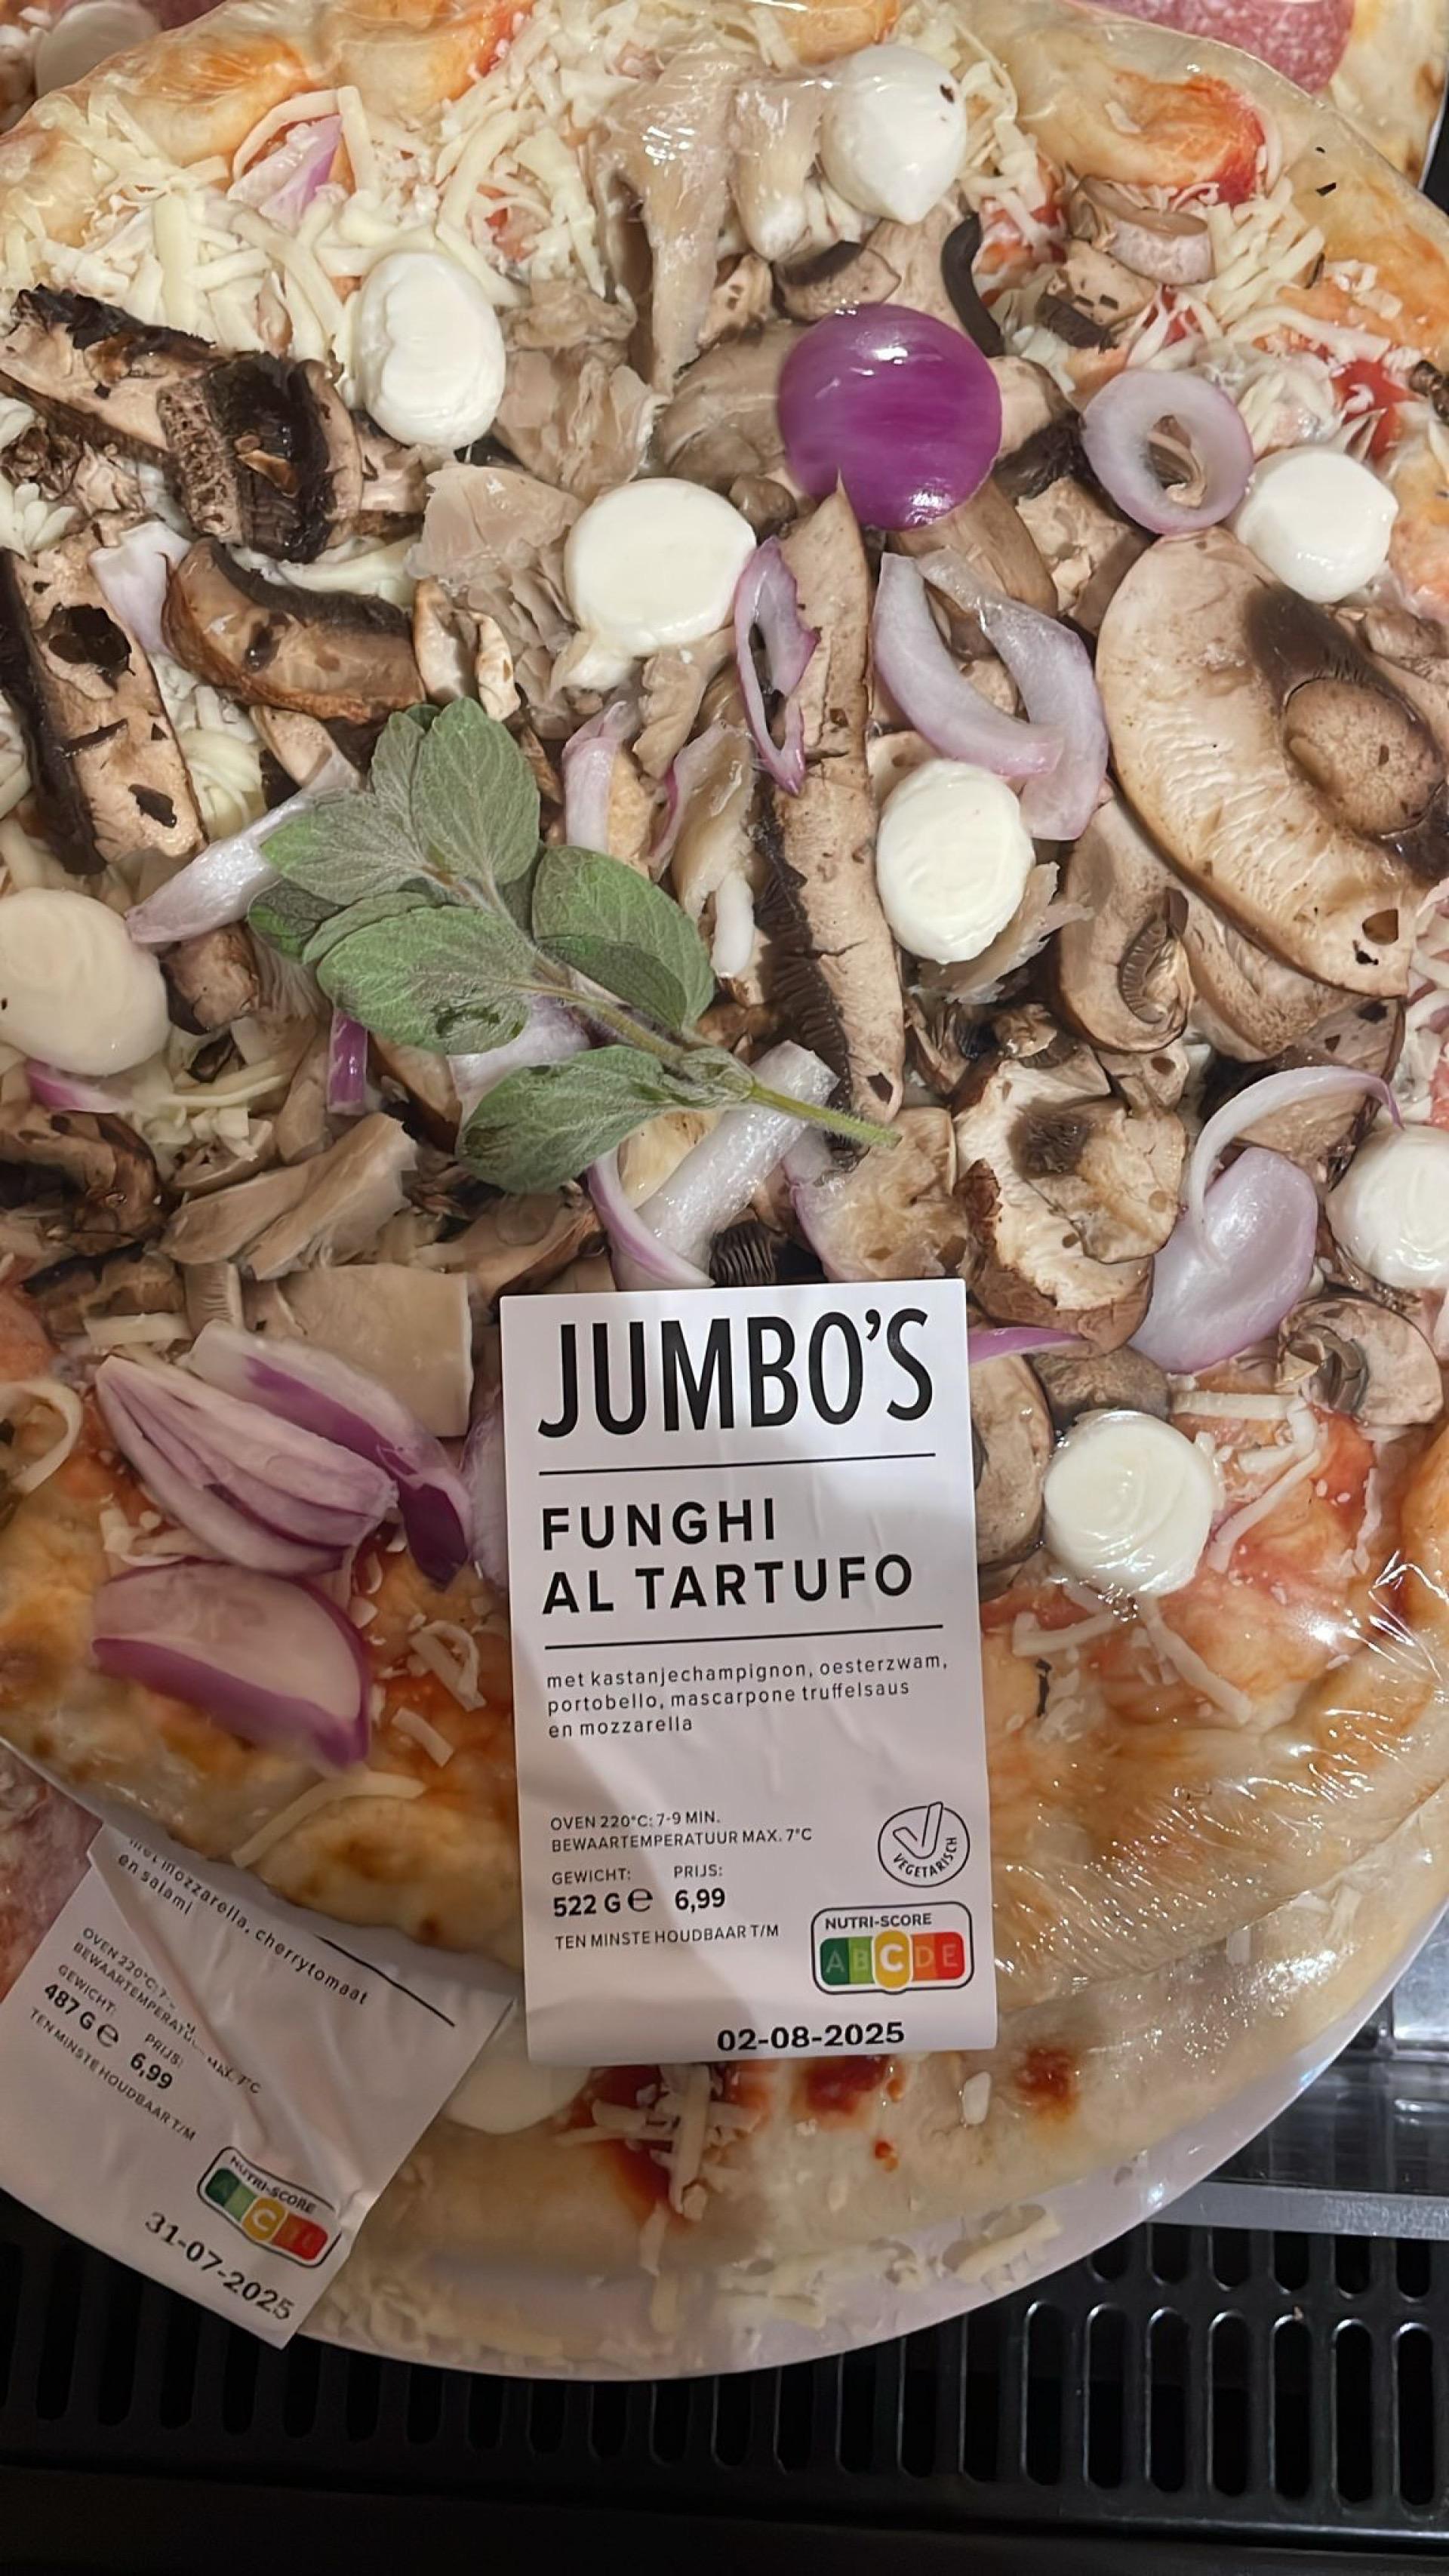 JUMBO'S
FUNGHI
AL TARTUFO
met kastanjechampignon, oesterzwam,
portobello, mascarpone truffelsaus
en mozzarella
OVEN 220°C: 7-9 MIN.
BEWAARTEMPERATUUR MAX. 7°C
GEWICHT: PRIJS:
522 G ℮ 6,99
TEN MINSTE HOUDBAAR T/M
VEGETARISCH
NUTRI-SCORE
A B C D E
02-08-2025
met mozzarella, cherrytomaat
en salami
OVEN 220°C: 7-
MAX. 7°C
GEWICHT: PRIJS:
487 G ℮ 6,99
TEN MINSTE HOUDBAAR T/M
NUTRI-SCORE
C
31-07-2025